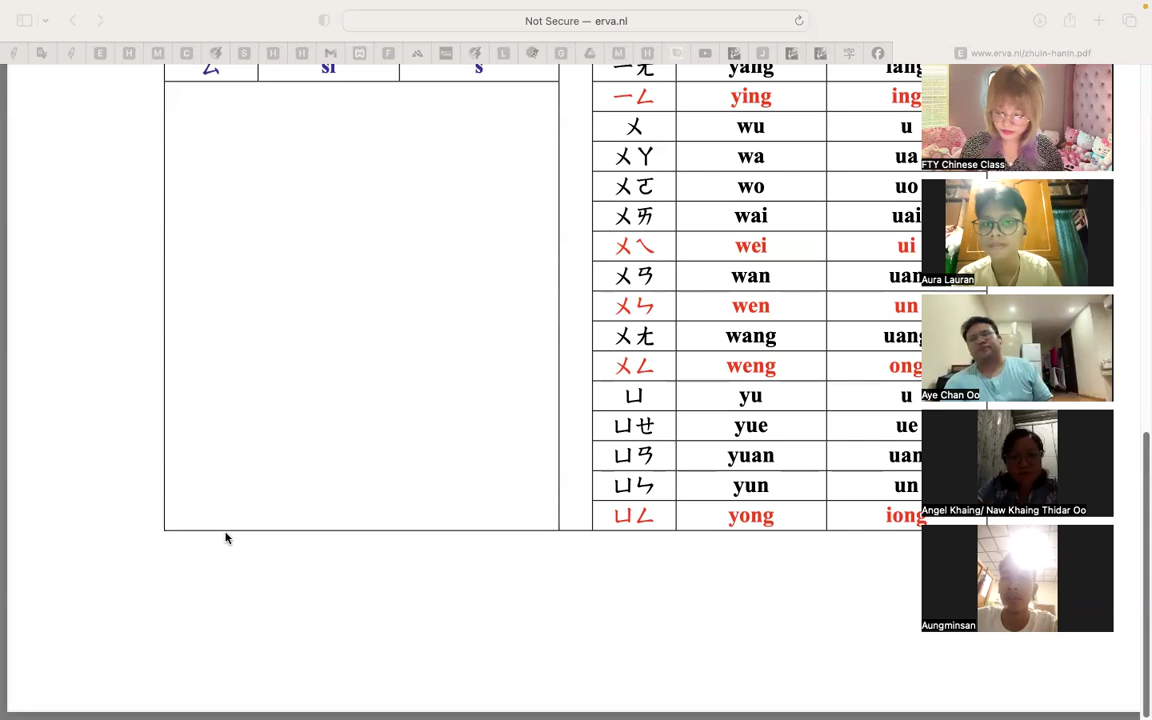 Not Secure — erva.nl
www.erva.nl/zhuin-hanin.pdf
ㄙ si s
ㄧㄤ yang iang
ㄧㄥ ying ing
ㄨ wu u
ㄨㄚ wa ua
ㄨㄛ wo uo
ㄨㄞ wai uai
ㄨㄟ wei ui
ㄨㄢ wan uan
ㄨㄣ wen un
ㄨㄤ wang uang
ㄨㄥ weng ong
ㄩ yu u
ㄩㄝ yue ue
ㄩㄢ yuan uan
ㄩㄣ yun un
ㄩㄥ yong iong
FTY Chinese Class
Aura Lauran
Aye Chan Oo
Angel Khaing/ Naw Khaing Thidar Oo
Aungminsan